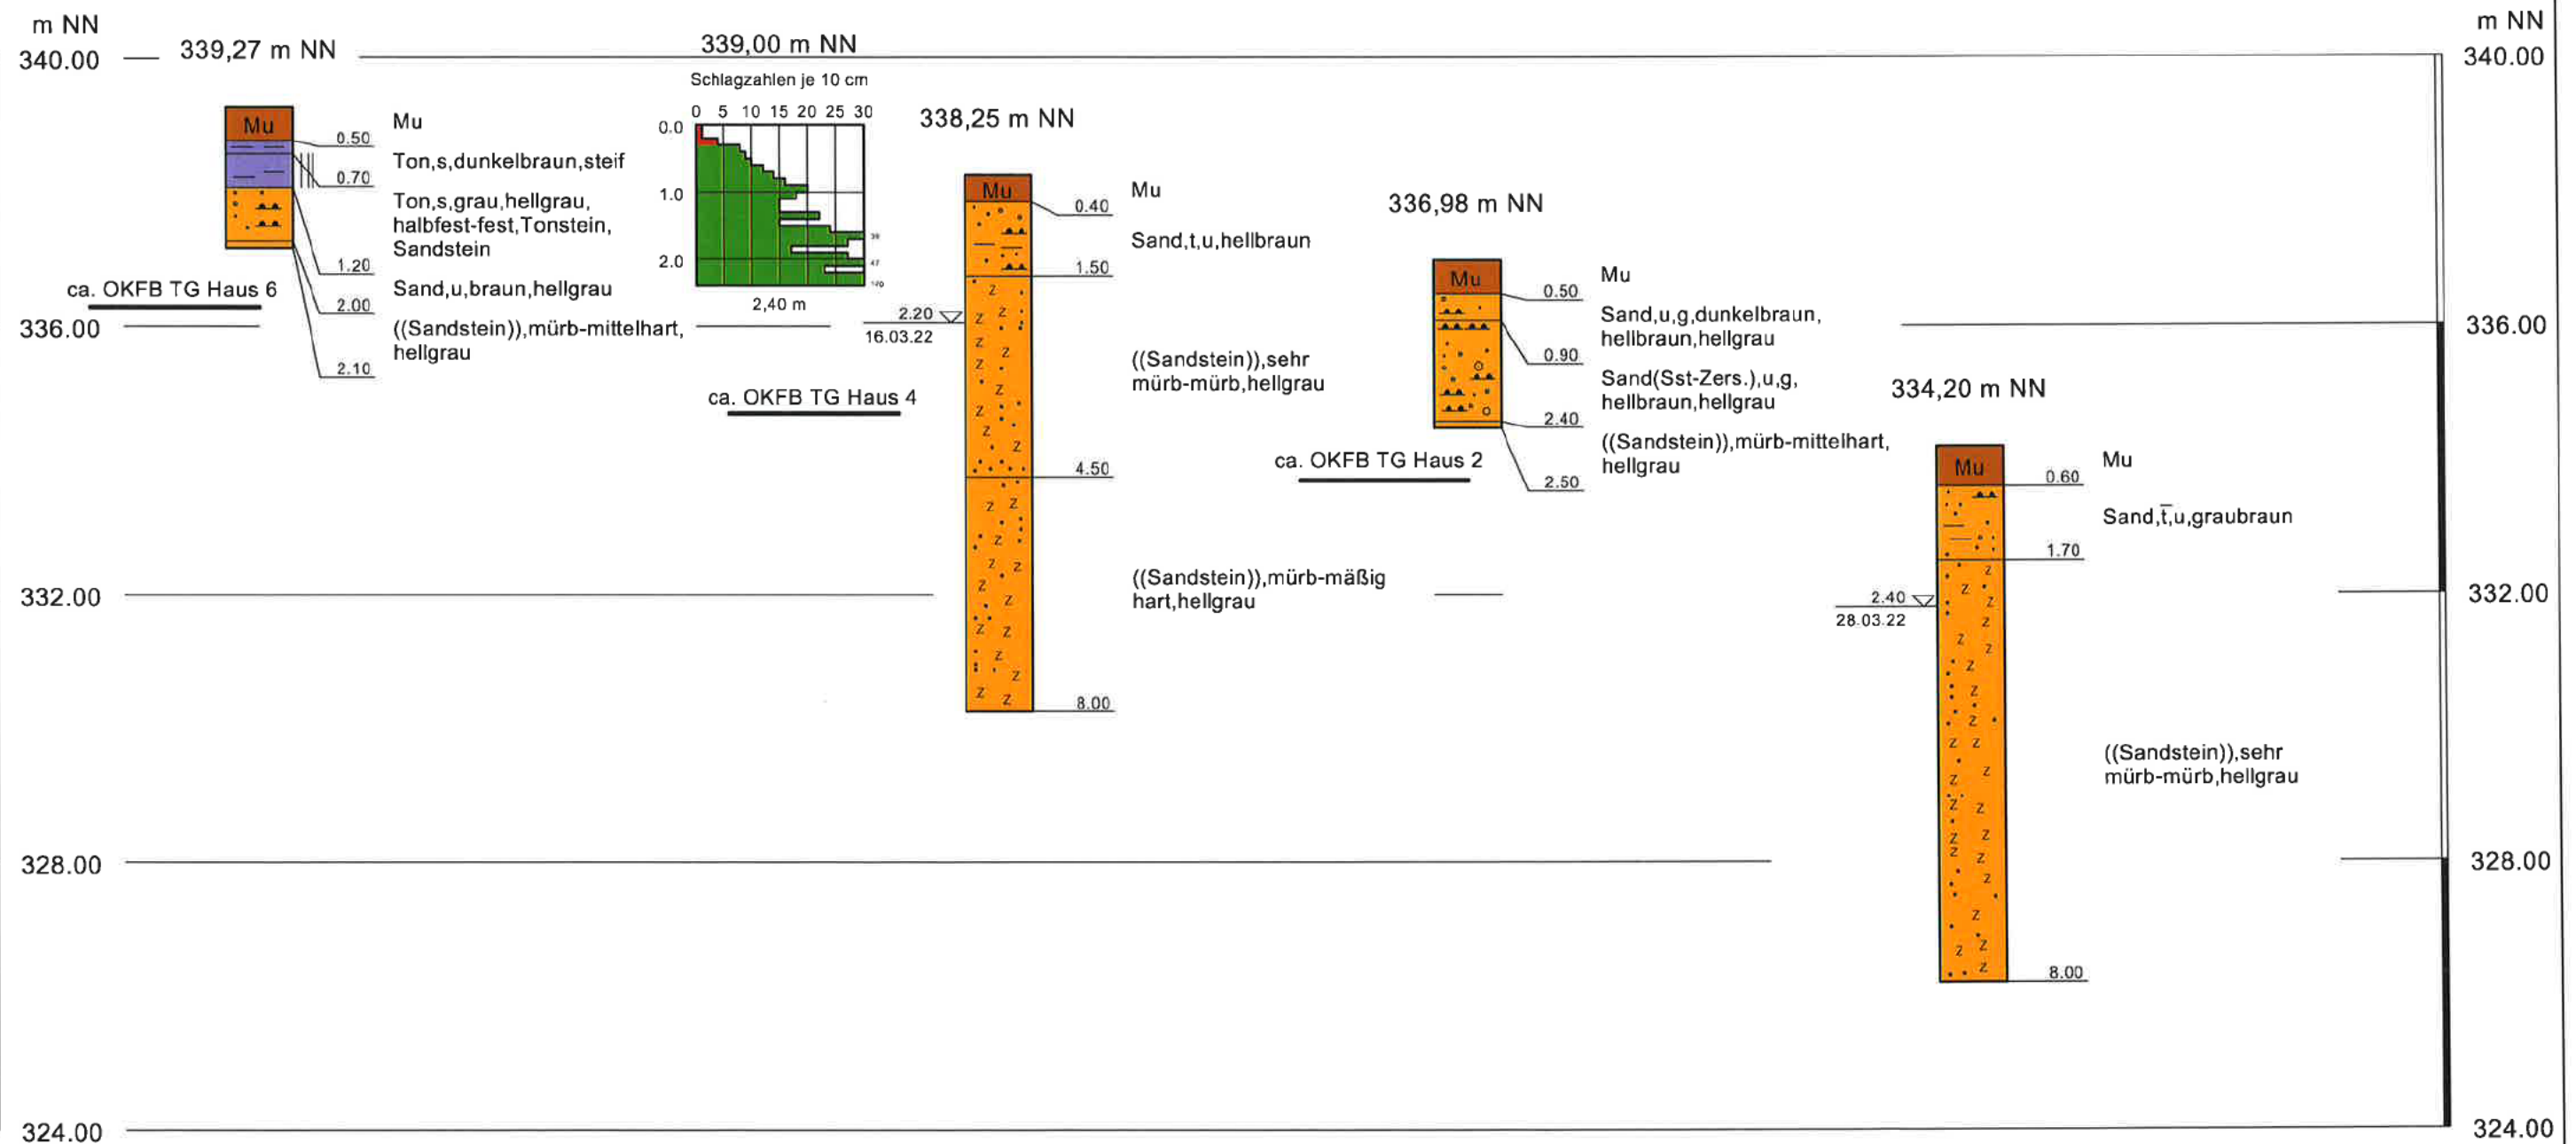 m NN
340.00
339,27 m NN
Mu
0.50
0.70
1.20
2.00
2.10
Mu
Ton,s,dunkelbraun,steif
Ton,s,grau,hellgrau,
halbfest-fest,Tonstein,
Sandstein
Sand,u,braun,hellgrau
((Sandstein)),mürb-mittelhart,
hellgrau
ca. OKFB TG Haus 6
336.00
339,00 m NN
Schlagzahlen je 10 cm
0 5 10 15 20 25 30
0.0
1.0
2.0
39
47
2,40 m
338,25 m NN
Mu
0.40
1.50
2.20
16.03.22
4.50
8.00
Mu
Sand,t,u,hellbraun
((Sandstein)),sehr
mürb-mürb,hellgrau
((Sandstein)),mürb-mäßig
hart,hellgrau
ca. OKFB TG Haus 4
336,98 m NN
Mu
0.50
0.90
2.40
2.50
Mu
Sand,u,g,dunkelbraun,
hellbraun,hellgrau
Sand(Sst-Zers.),u,g,
hellbraun,hellgrau
((Sandstein)),mürb-mittelhart,
hellgrau
ca. OKFB TG Haus 2
334,20 m NN
Mu
0.60
1.70
2.40
28.03.22
8.00
Mu
Sand,t̅,u,graubraun
((Sandstein)),sehr
mürb-mürb,hellgrau
332.00
328.00
324.00
m NN
340.00
336.00
332.00
328.00
324.00